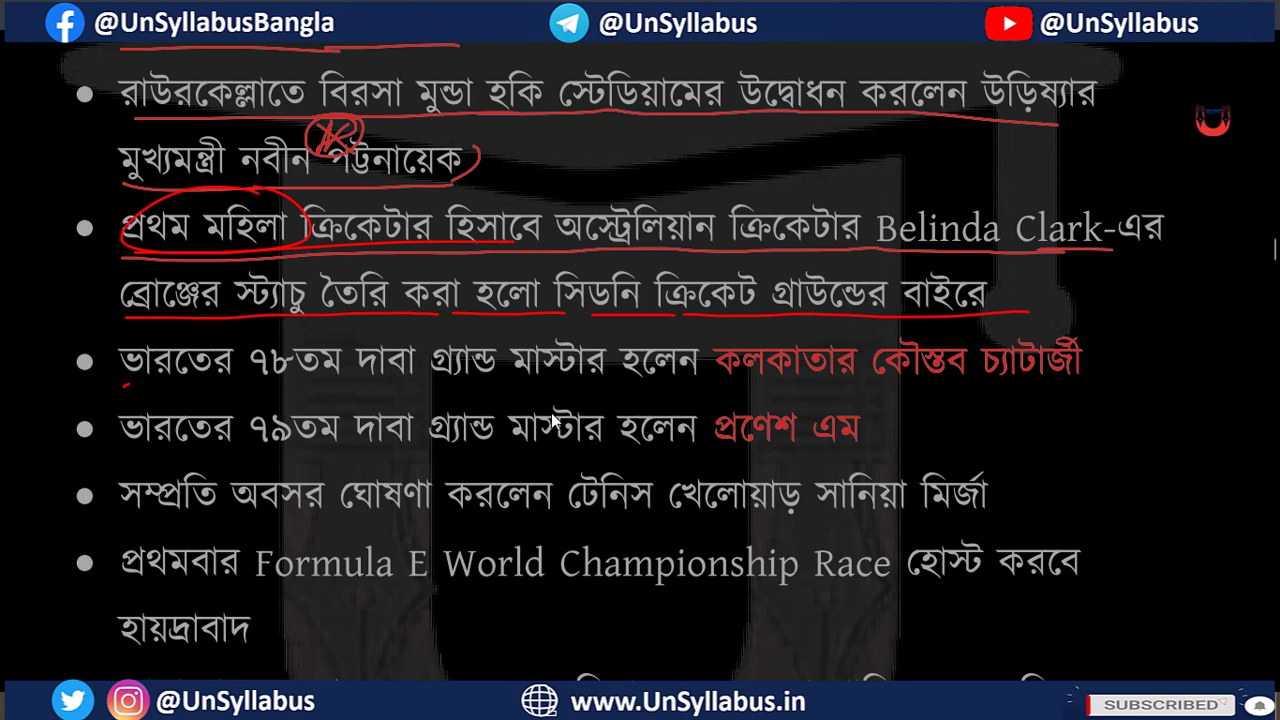 @UnSyllabusBangla @UnSyllabus @UnSyllabus
রাউরকেল্লাতে বিরসা মুন্ডা হকি স্টেডিয়ামের উদ্বোধন করলেন উড়িষ্যার
মুখ্যমন্ত্রী নবীন পট্টনায়েক
প্রথম মহিলা ক্রিকেটার হিসাবে অস্ট্রেলিয়ান ক্রিকেটার Belinda Clark-এর
ব্রোঞ্জের স্ট্যাচু তৈরি করা হলো সিডনি ক্রিকেট গ্রাউন্ডের বাইরে
ভারতের ৭৮তম দাবা গ্র্যান্ড মাস্টার হলেন কলকাতার কৌস্তব চ্যাটার্জী
ভারতের ৭৯তম দাবা গ্র্যান্ড মাস্টার হলেন প্রণেশ এম
সম্প্রতি অবসর ঘোষণা করলেন টেনিস খেলোয়াড় সানিয়া মির্জা
প্রথমবার Formula E World Championship Race হোস্ট করবে
হায়দ্রাবাদ
@UnSyllabus www.UnSyllabus.in SUBSCRIBED